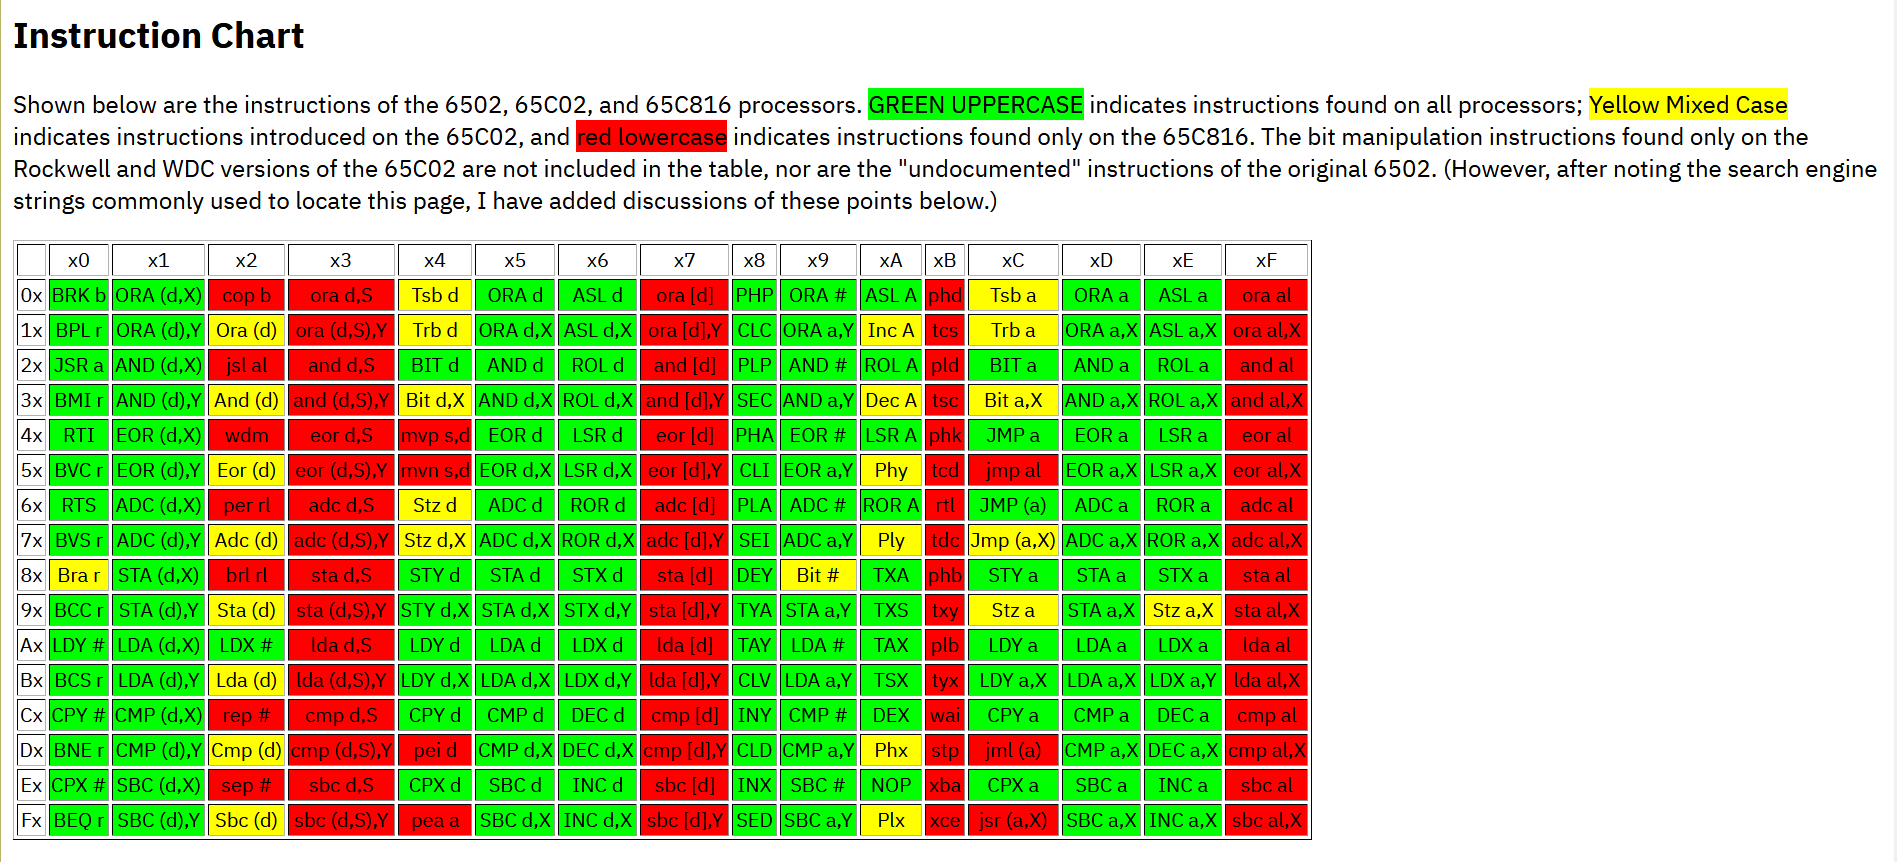 Instruction Chart
Shown below are the instructions of the 6502, 65C02, and 65C816 processors. GREEN UPPERCASE indicates instructions found on all processors; Yellow Mixed Case
indicates instructions introduced on the 65C02, and red lowercase indicates instructions found only on the 65C816. The bit manipulation instructions found only on the
Rockwell and WDC versions of the 65C02 are not included in the table, nor are the "undocumented" instructions of the original 6502. (However, after noting the search engine
strings commonly used to locate this page, I have added discussions of these points below.)
x0 x1 x2 x3 x4 x5 x6 x7 x8 x9 xA xB xC xD xE xF
0x BRK b ORA (d,X) cop b ora d,S Tsb d ORA d ASL d ora [d] PHP ORA # ASL A phd Tsb a ORA a ASL a ora al
1x BPL r ORA (d),Y Ora (d) ora (d,S),Y Trb d ORA d,X ASL d,X ora [d],Y CLC ORA a,Y Inc A tcs Trb a ORA a,X ASL a,X ora al,X
2x JSR a AND (d,X) jsl al and d,S BIT d AND d ROL d and [d] PLP AND # ROL A pld BIT a AND a ROL a and al
3x BMI r AND (d),Y And (d) and (d,S),Y Bit d,X AND d,X ROL d,X and [d],Y SEC AND a,Y Dec A tsc Bit a,X AND a,X ROL a,X and al,X
4x RTI EOR (d,X) wdm eor d,S mvp s,d EOR d LSR d eor [d] PHA EOR # LSR A phk JMP a EOR a LSR a eor al
5x BVC r EOR (d),Y Eor (d) eor (d,S),Y mvn s,d EOR d,X LSR d,X eor [d],Y CLI EOR a,Y Phy tcd jmp al EOR a,X LSR a,X eor al,X
6x RTS ADC (d,X) per rl adc d,S Stz d ADC d ROR d adc [d] PLA ADC # ROR A rtl JMP (a) ADC a ROR a adc al
7x BVS r ADC (d),Y Adc (d) adc (d,S),Y Stz d,X ADC d,X ROR d,X adc [d],Y SEI ADC a,Y Ply tdc Jmp (a,X) ADC a,X ROR a,X adc al,X
8x Bra r STA (d,X) brl rl sta d,S STY d STA d STX d sta [d] DEY Bit # TXA phb STY a STA a STX a sta al
9x BCC r STA (d),Y Sta (d) sta (d,S),Y STY d,X STA d,X STX d,Y sta [d],Y TYA STA a,Y TXS txy Stz a STA a,X Stz a,X sta al,X
Ax LDY # LDA (d,X) LDX # lda d,S LDY d LDA d LDX d lda [d] TAY LDA # TAX plb LDY a LDA a LDX a lda al
Bx BCS r LDA (d),Y Lda (d) lda (d,S),Y LDY d,X LDA d,X LDX d,Y lda [d],Y CLV LDA a,Y TSX tyx LDY a,X LDA a,X LDX a,Y lda al,X
Cx CPY # CMP (d,X) rep # cmp d,S CPY d CMP d DEC d cmp [d] INY CMP # DEX wai CPY a CMP a DEC a cmp al
Dx BNE r CMP (d),Y Cmp (d) cmp (d,S),Y pei d CMP d,X DEC d,X cmp [d],Y CLD CMP a,Y Phx stp jml (a) CMP a,X DEC a,X cmp al,X
Ex CPX # SBC (d,X) sep # sbc d,S CPX d SBC d INC d sbc [d] INX SBC # NOP xba CPX a SBC a INC a sbc al
Fx BEQ r SBC (d),Y Sbc (d) sbc (d,S),Y pea a SBC d,X INC d,X sbc [d],Y SED SBC a,Y Plx xce jsr (a,X) SBC a,X INC a,X sbc al,X